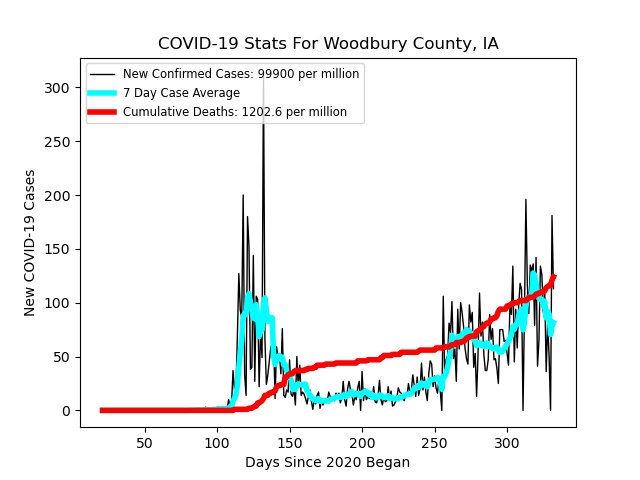 COVID-19 Stats For Woodbury County, IA
New Confirmed Cases: 99900 per million
7 Day Case Average
Cumulative Deaths: 1202.6 per million
New COVID-19 Cases
300
250
200
150
100
50
0
50 100 150 200 250 300
Days Since 2020 Began